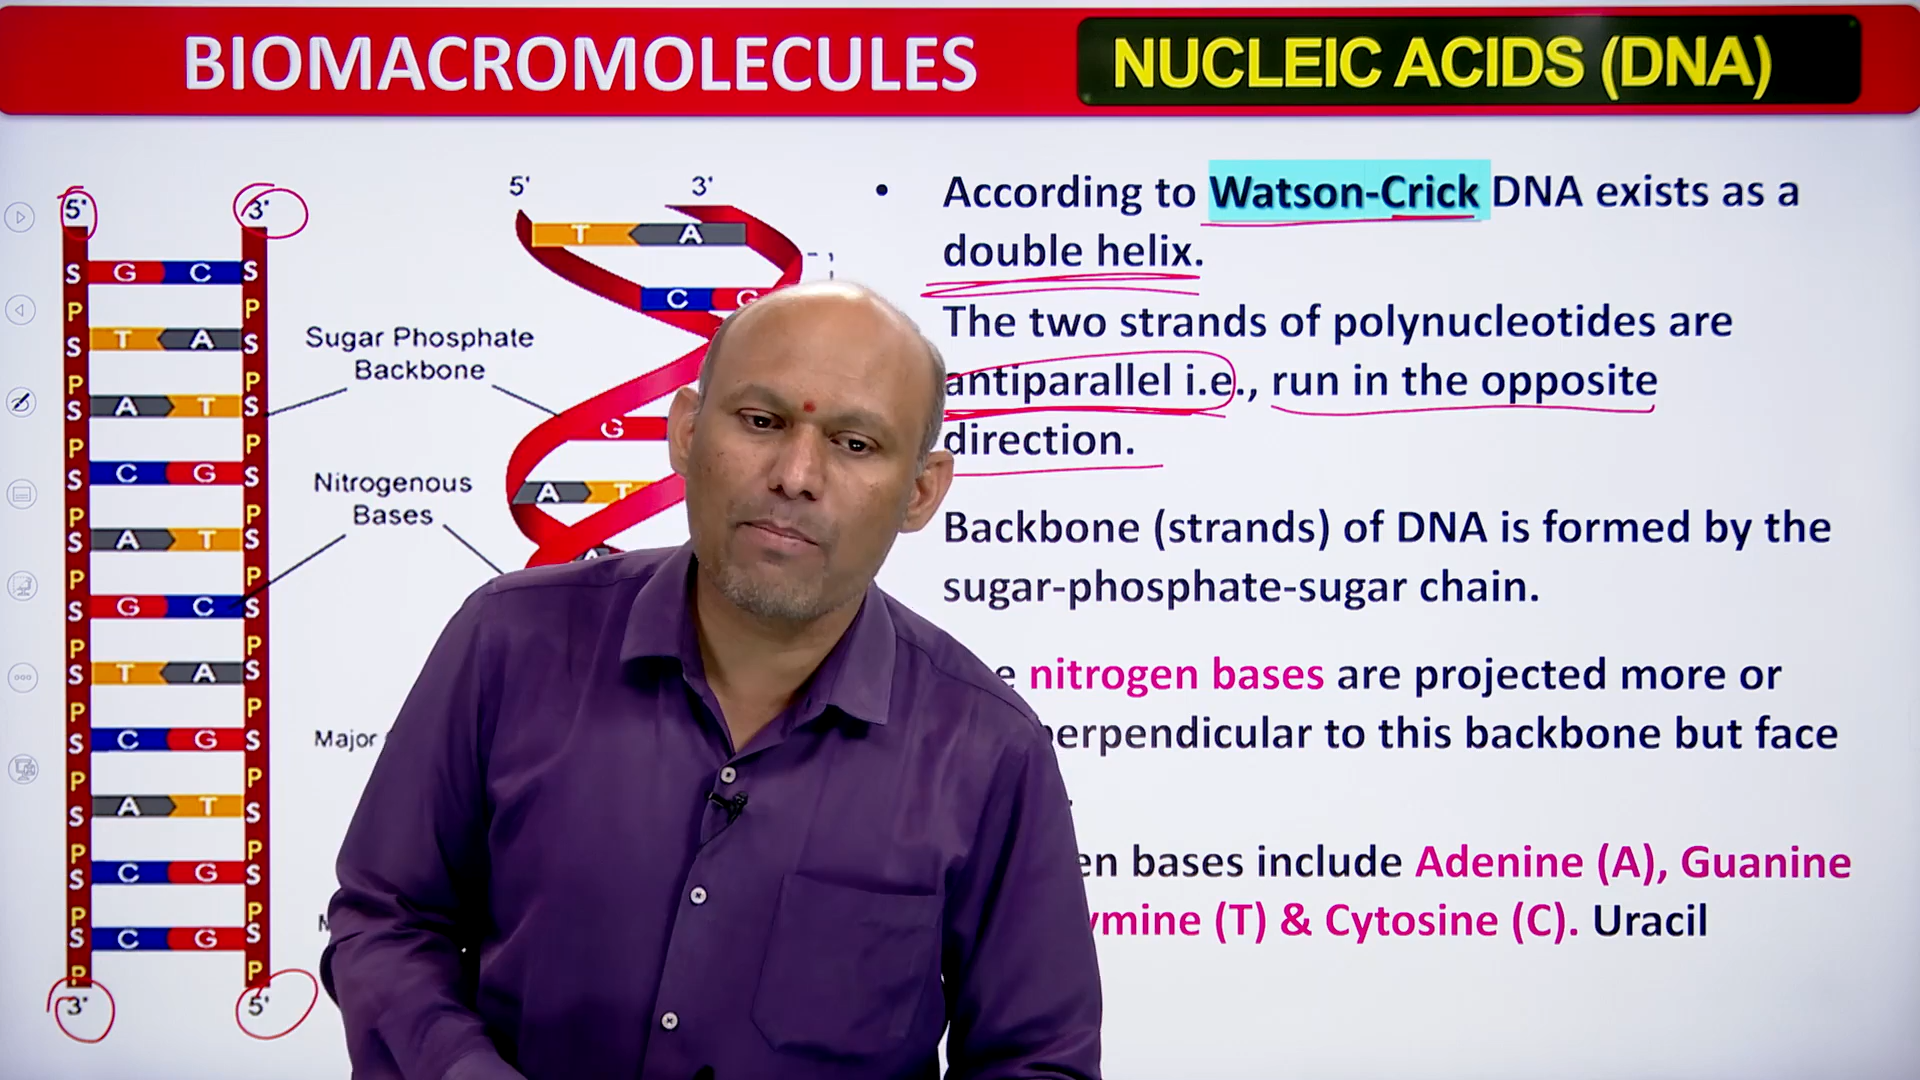 BIOMACROMOLECULES
NUCLEIC ACIDS (DNA)
5' 3'
S G C S
P P
S T A S
P P
S A T S
P P
S C G S
P P
S A T S
P P
S G C S
P P
S T A S
P P
S C G S
P P
S A T S
P P
S C G S
P P
S C G S
P P
3' 5'
Sugar Phosphate
Backbone
Nitrogenous
Bases
Major
5' 3'
T A
C G
G
A T
A
• According to Watson-Crick DNA exists as a
double helix.
The two strands of polynucleotides are
antiparallel i.e., run in the opposite
direction.
Backbone (strands) of DNA is formed by the
sugar-phosphate-sugar chain.
nitrogen bases are projected more or
perpendicular to this backbone but face
bases include Adenine (A), Guanine
(T) & Cytosine (C). Uracil